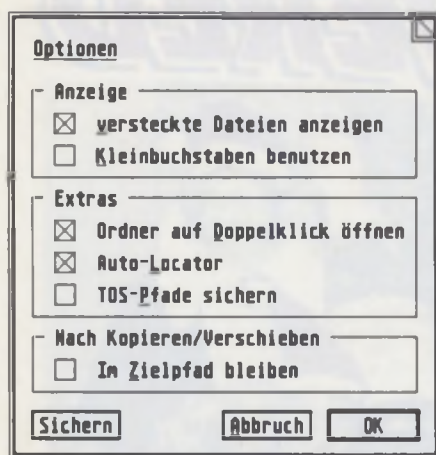 Optionen
Anzeige
versteckte Dateien anzeigen
Kleinbuchstaben benutzen
Extras
Ordner auf Doppelklick öffnen
Auto-Locator
TOS-Pfade sichern
Nach Kopieren/Verschieben
Im Zielpfad bleiben
Sichern Abbruch OK